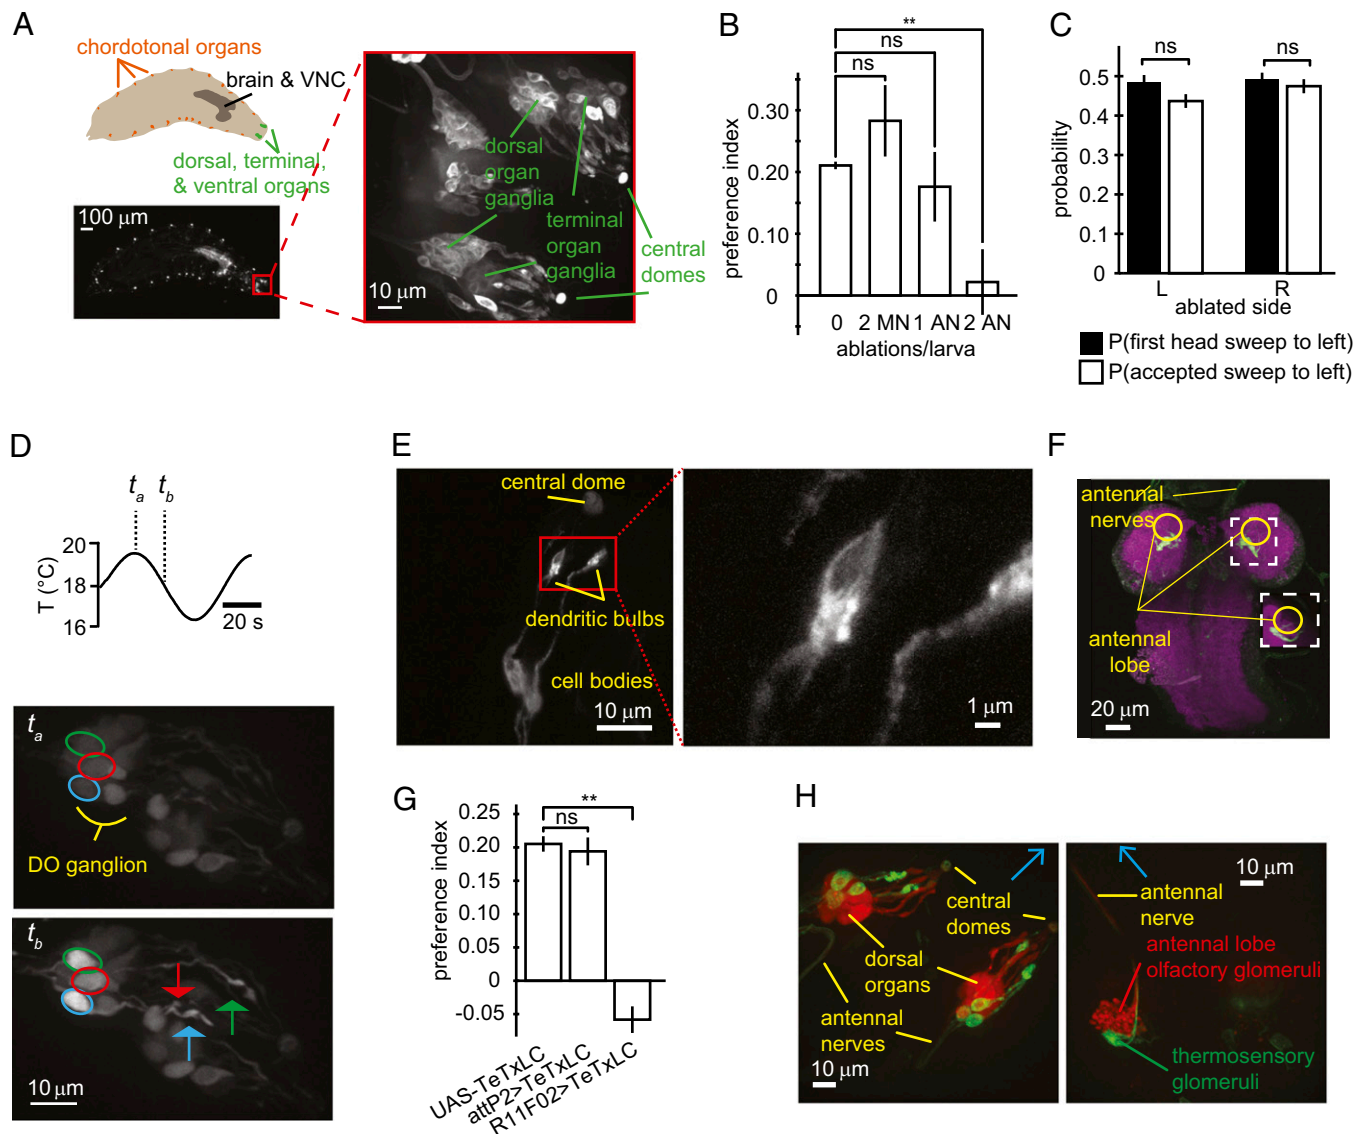 A
chordotonal organs
brain & VNC
dorsal, terminal,
& ventral organs
100 μm
dorsal
organ
ganglia
terminal
organ
ganglia
central
domes
10 μm
B
**
ns
ns
preference index
0.30
0.20
0.10
0
0 2 MN 1 AN 2 AN
ablations/larva
C
ns
ns
probability
0.5
0.4
0.3
0.2
0.1
0
L R
ablated side
P(first head sweep to left)
P(accepted sweep to left)
D
ta tb
T (°C)
20
18
16
20 s
ta
DO ganglion
tb
10 μm
E
central dome
dendritic bulbs
cell bodies
10 μm
1 μm
F
antennal
nerves
antennal
lobe
20 μm
G
**
ns
preference index
0.25
0.20
0.15
0.10
0.05
0
-0.05
UAS-TeTxLC
attP2>TeTxLC
R11F02>TeTxLC
H
central
domes
dorsal
organs
antennal
nerves
10 μm
10 μm
antennal
nerve
antennal lobe
olfactory glomeruli
thermosensory
glomeruli